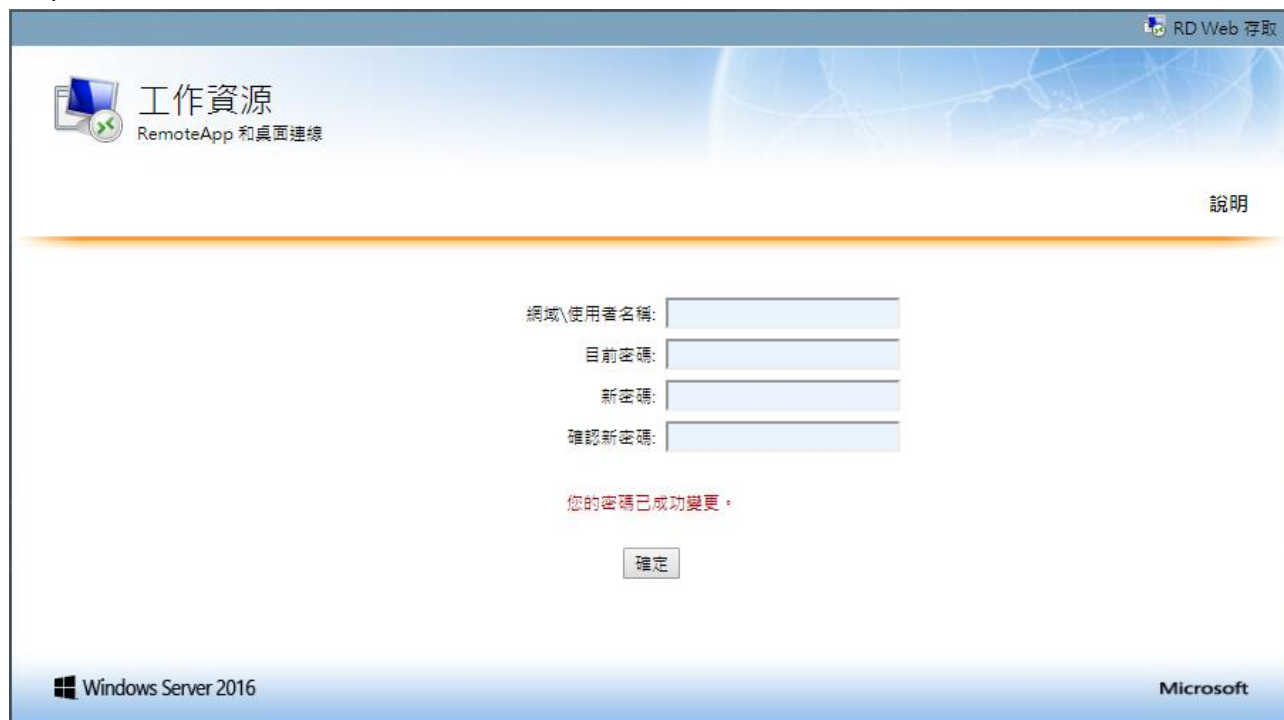 RD Web 存取
工作資源
RemoteApp 和桌面連線
說明
網域\使用者名稱:
目前密碼:
新密碼:
確認新密碼:
您的密碼已成功變更。
確定
Windows Server 2016
Microsoft